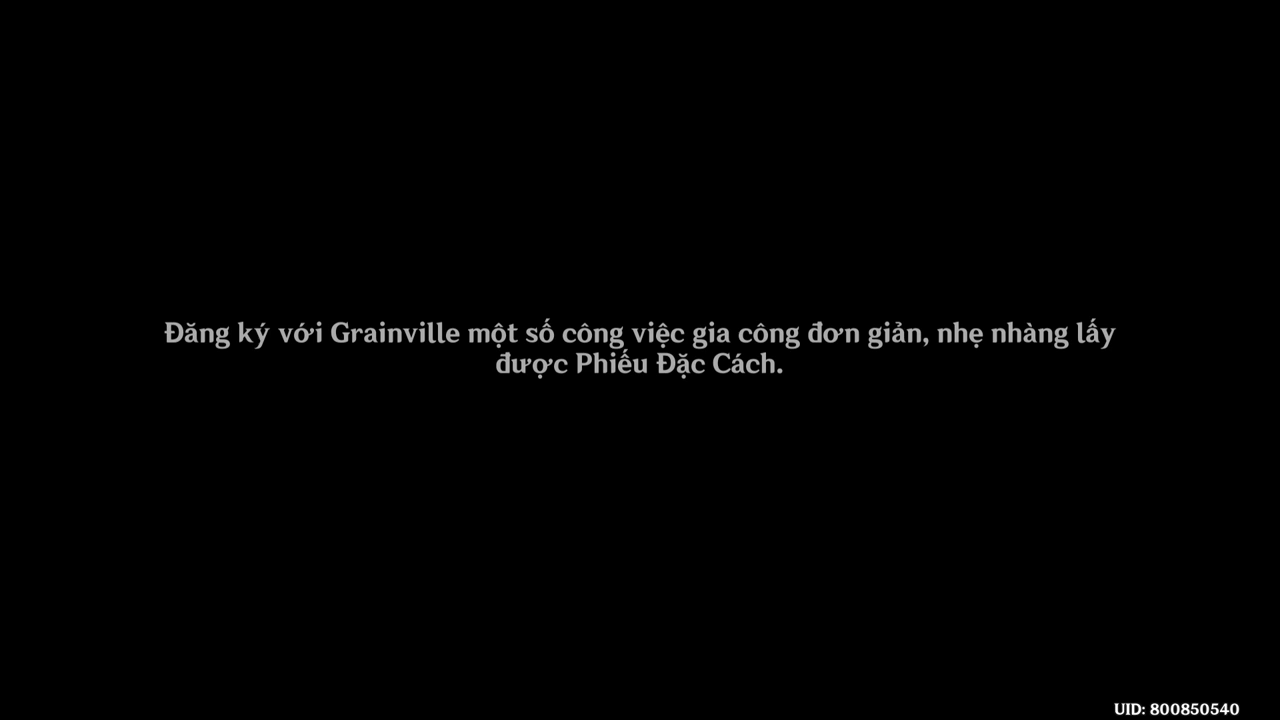 Đăng ký với Grainville một số công việc gia công đơn giản, nhẹ nhàng lấy
được Phiếu Đặc Cách.
UID: 800850540